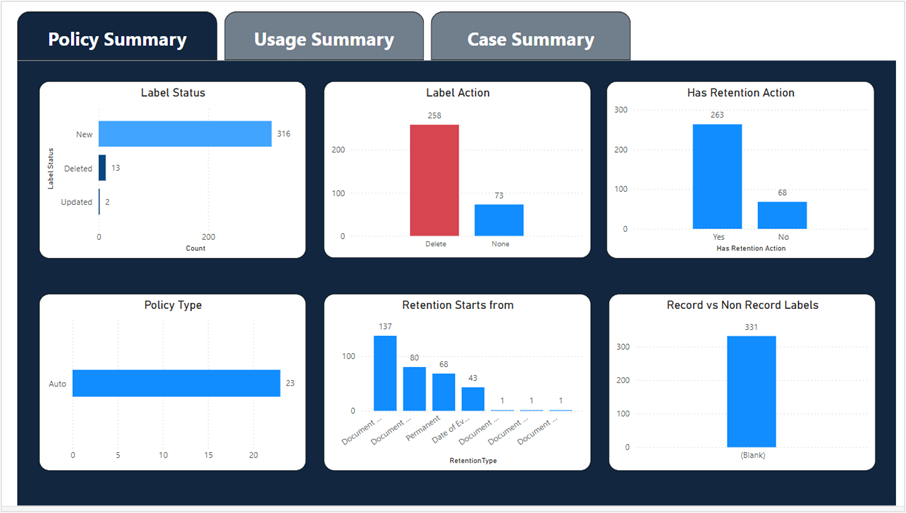 Policy Summary
Usage Summary
Case Summary
Label Status
Label Status
New
316
Deleted
13
Updated
2
0
200
Count
Label Action
258
200
100
73
0
Delete
None
Has Retention Action
300
263
200
100
68
0
Yes
No
Has Retention Action
Policy Type
Auto
23
0
5
10
15
20
Retention Starts from
137
100
80
68
43
1
1
1
0
Document ...
Document ...
Permanent
Date of Ev...
Document ...
Document ...
Document ...
RetentionType
Record vs Non Record Labels
331
300
200
100
0
(Blank)